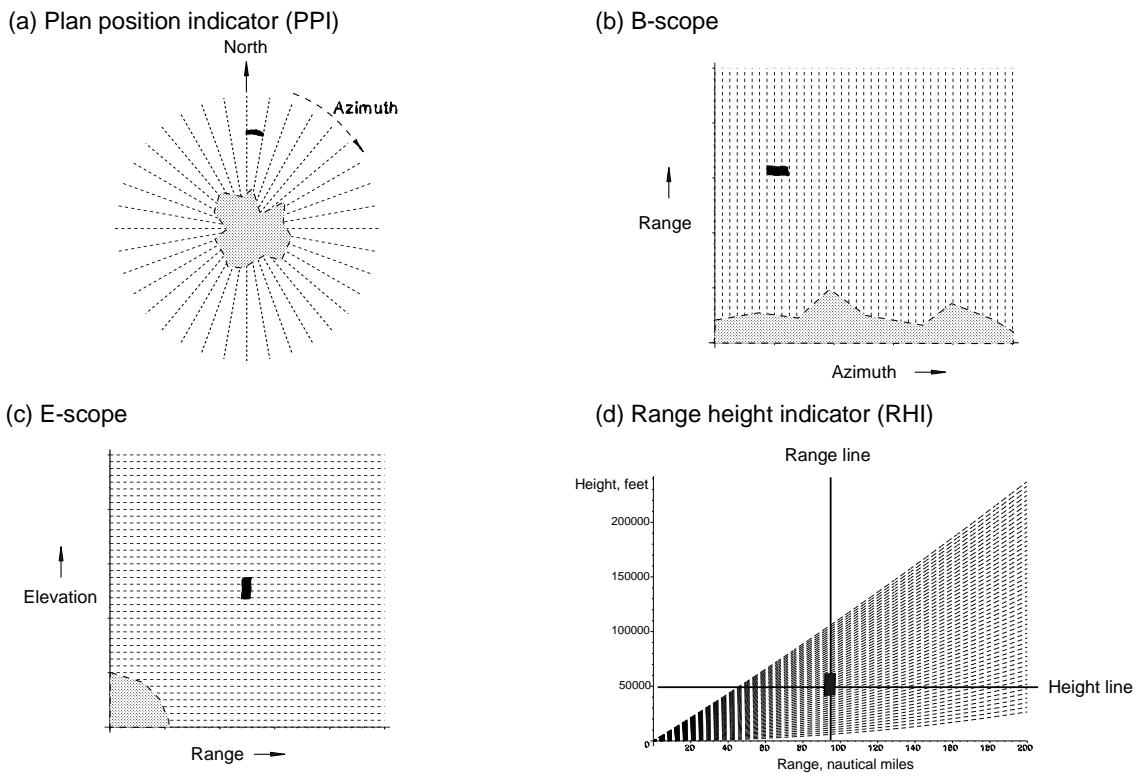 (a) Plan position indicator (PPI)
North
Azimuth
(b) B-scope
Range
Azimuth
(c) E-scope
Elevation
Range
(d) Range height indicator (RHI)
Range line
Height, feet
200000
150000
100000
50000
0
Height line
20 40 60 80 100 120 140 160 180 200
Range, nautical miles